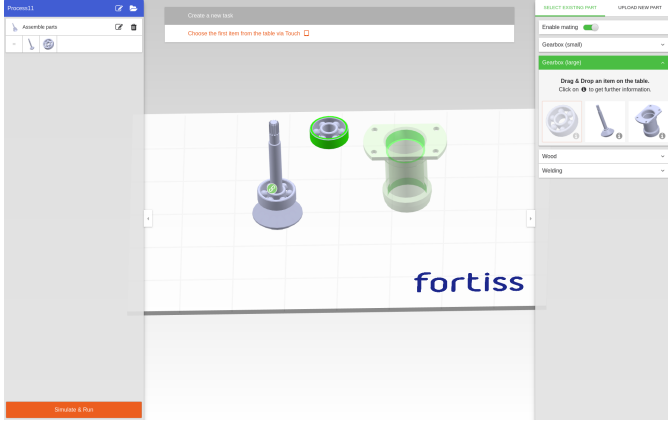 Process11
Assemble parts
Simulate & Run
Create a new task
Choose the first item from the table via Touch
fortiss
SELECT EXISTING PART
UPLOAD NEW PART
Enable mating
Gearbox (small)
Gearbox (large)
Drag & Drop an item on the table.
Click on to get further information.
Wood
Welding